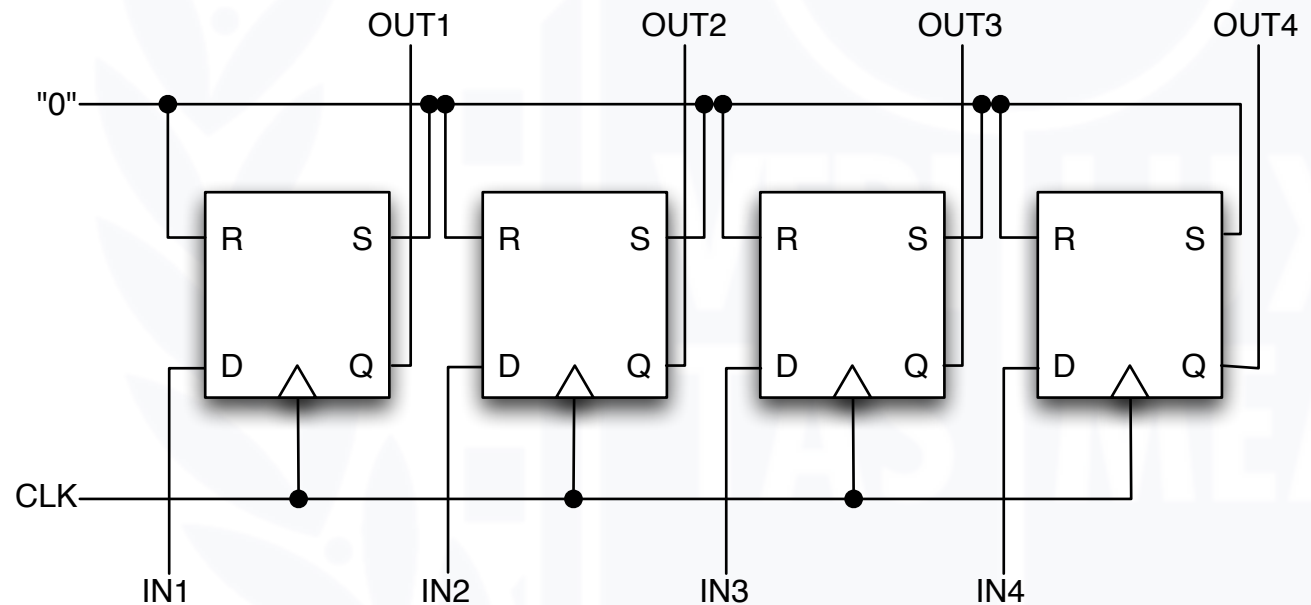 OUT1 OUT2 OUT3 OUT4
"0"
R S R S R S R S
D Q D Q D Q D Q
CLK
IN1 IN2 IN3 IN4